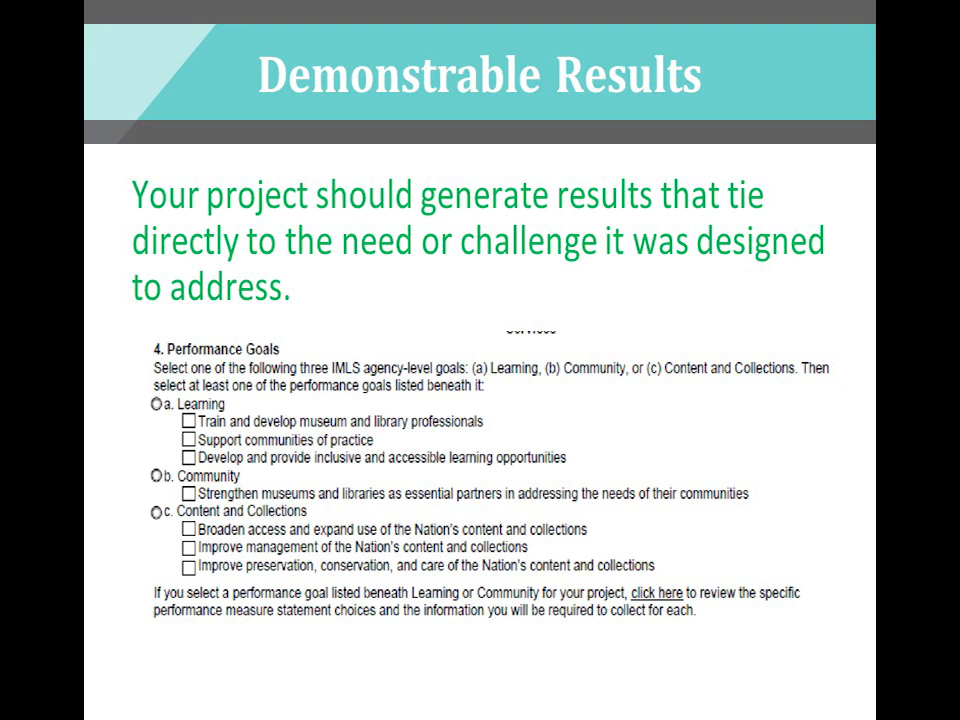 Demonstrable Results
Your project should generate results that tie
directly to the need or challenge it was designed
to address.
4. Performance Goals
Select one of the following three IMLS agency-level goals: (a) Learning, (b) Community, or (c) Content and Collections. Then
select at least one of the performance goals listed beneath it:
a. Learning
Train and develop museum and library professionals
Support communities of practice
Develop and provide inclusive and accessible learning opportunities
b. Community
Strengthen museums and libraries as essential partners in addressing the needs of their communities
c. Content and Collections
Broaden access and expand use of the Nation's content and collections
Improve management of the Nation's content and collections
Improve preservation, conservation, and care of the Nation's content and collections
If you select a performance goal listed beneath Learning or Community for your project, click here to review the specific
performance measure statement choices and the information you will be required to collect for each.